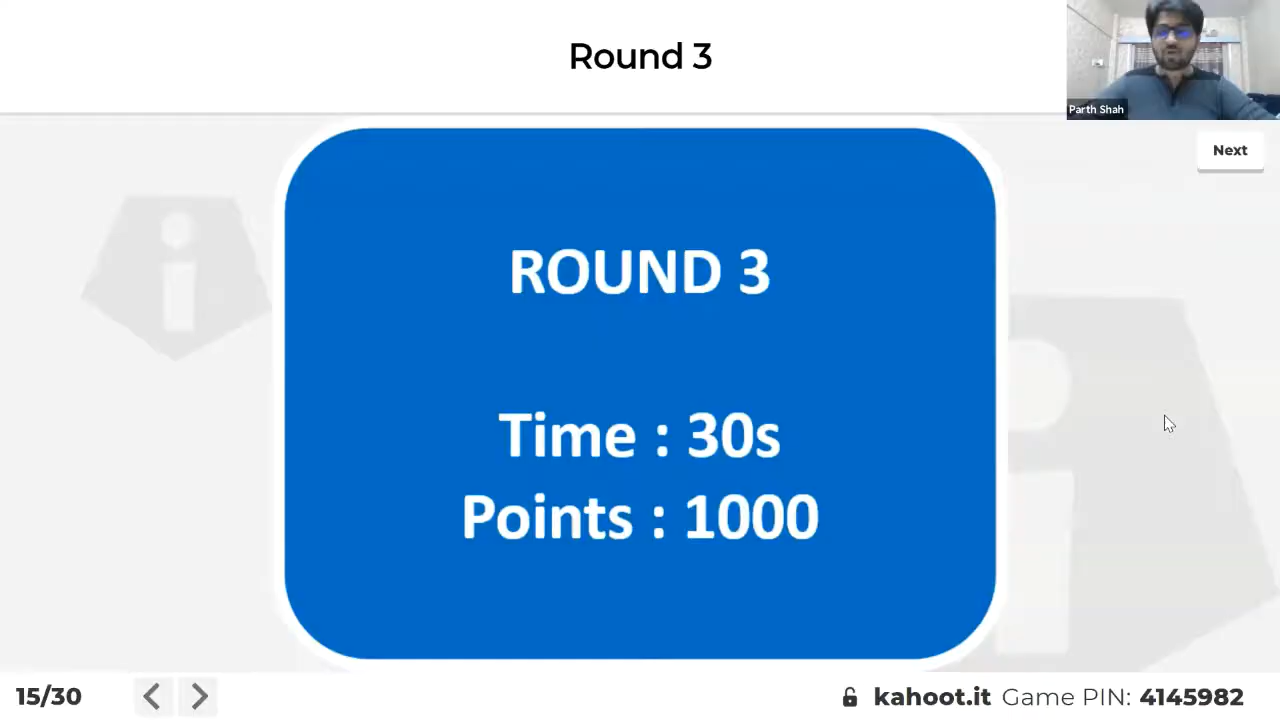 Round 3
Parth Shah
Next
ROUND 3
Time : 30s
Points : 1000
15/30
kahoot.it Game PIN: 4145982